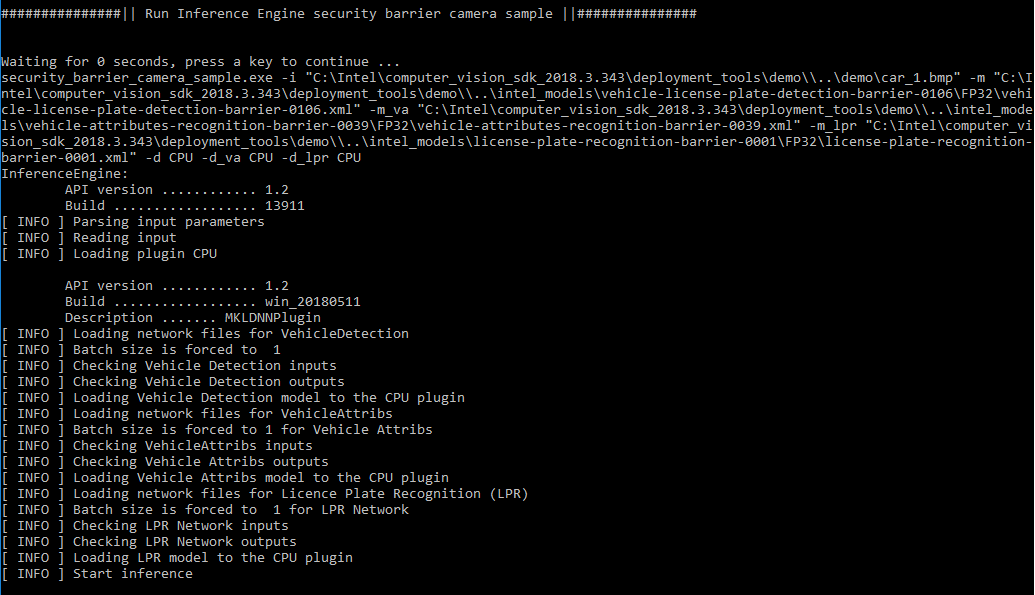 ###############|| Run Inference Engine security barrier camera sample ||###############
Waiting for 0 seconds, press a key to continue ...
security_barrier_camera_sample.exe -i "C:\Intel\computer_vision_sdk_2018.3.343\deployment_tools\demo\\..\demo\car_1.bmp" -m "C:\I
ntel\computer_vision_sdk_2018.3.343\deployment_tools\demo\\..\intel_models\vehicle-license-plate-detection-barrier-0106\FP32\vehi
cle-license-plate-detection-barrier-0106.xml" -m_va "C:\Intel\computer_vision_sdk_2018.3.343\deployment_tools\demo\\..\intel_mode
ls\vehicle-attributes-recognition-barrier-0039\FP32\vehicle-attributes-recognition-barrier-0039.xml" -m_lpr "C:\Intel\computer_vi
sion_sdk_2018.3.343\deployment_tools\demo\\..\intel_models\license-plate-recognition-barrier-0001\FP32\license-plate-recognition-
barrier-0001.xml" -d CPU -d_va CPU -d_lpr CPU
InferenceEngine:
        API version ............ 1.2
        Build .................. 13911
[ INFO ] Parsing input parameters
[ INFO ] Reading input
[ INFO ] Loading plugin CPU
        API version ............ 1.2
        Build .................. win_20180511
        Description ....... MKLDNNPlugin
[ INFO ] Loading network files for VehicleDetection
[ INFO ] Batch size is forced to  1
[ INFO ] Checking Vehicle Detection inputs
[ INFO ] Checking Vehicle Detection outputs
[ INFO ] Loading Vehicle Detection model to the CPU plugin
[ INFO ] Loading network files for VehicleAttribs
[ INFO ] Batch size is forced to 1 for Vehicle Attribs
[ INFO ] Checking VehicleAttribs inputs
[ INFO ] Checking Vehicle Attribs outputs
[ INFO ] Loading Vehicle Attribs model to the CPU plugin
[ INFO ] Loading network files for Licence Plate Recognition (LPR)
[ INFO ] Batch size is forced to  1 for LPR Network
[ INFO ] Checking LPR Network inputs
[ INFO ] Checking LPR Network outputs
[ INFO ] Loading LPR model to the CPU plugin
[ INFO ] Start inference